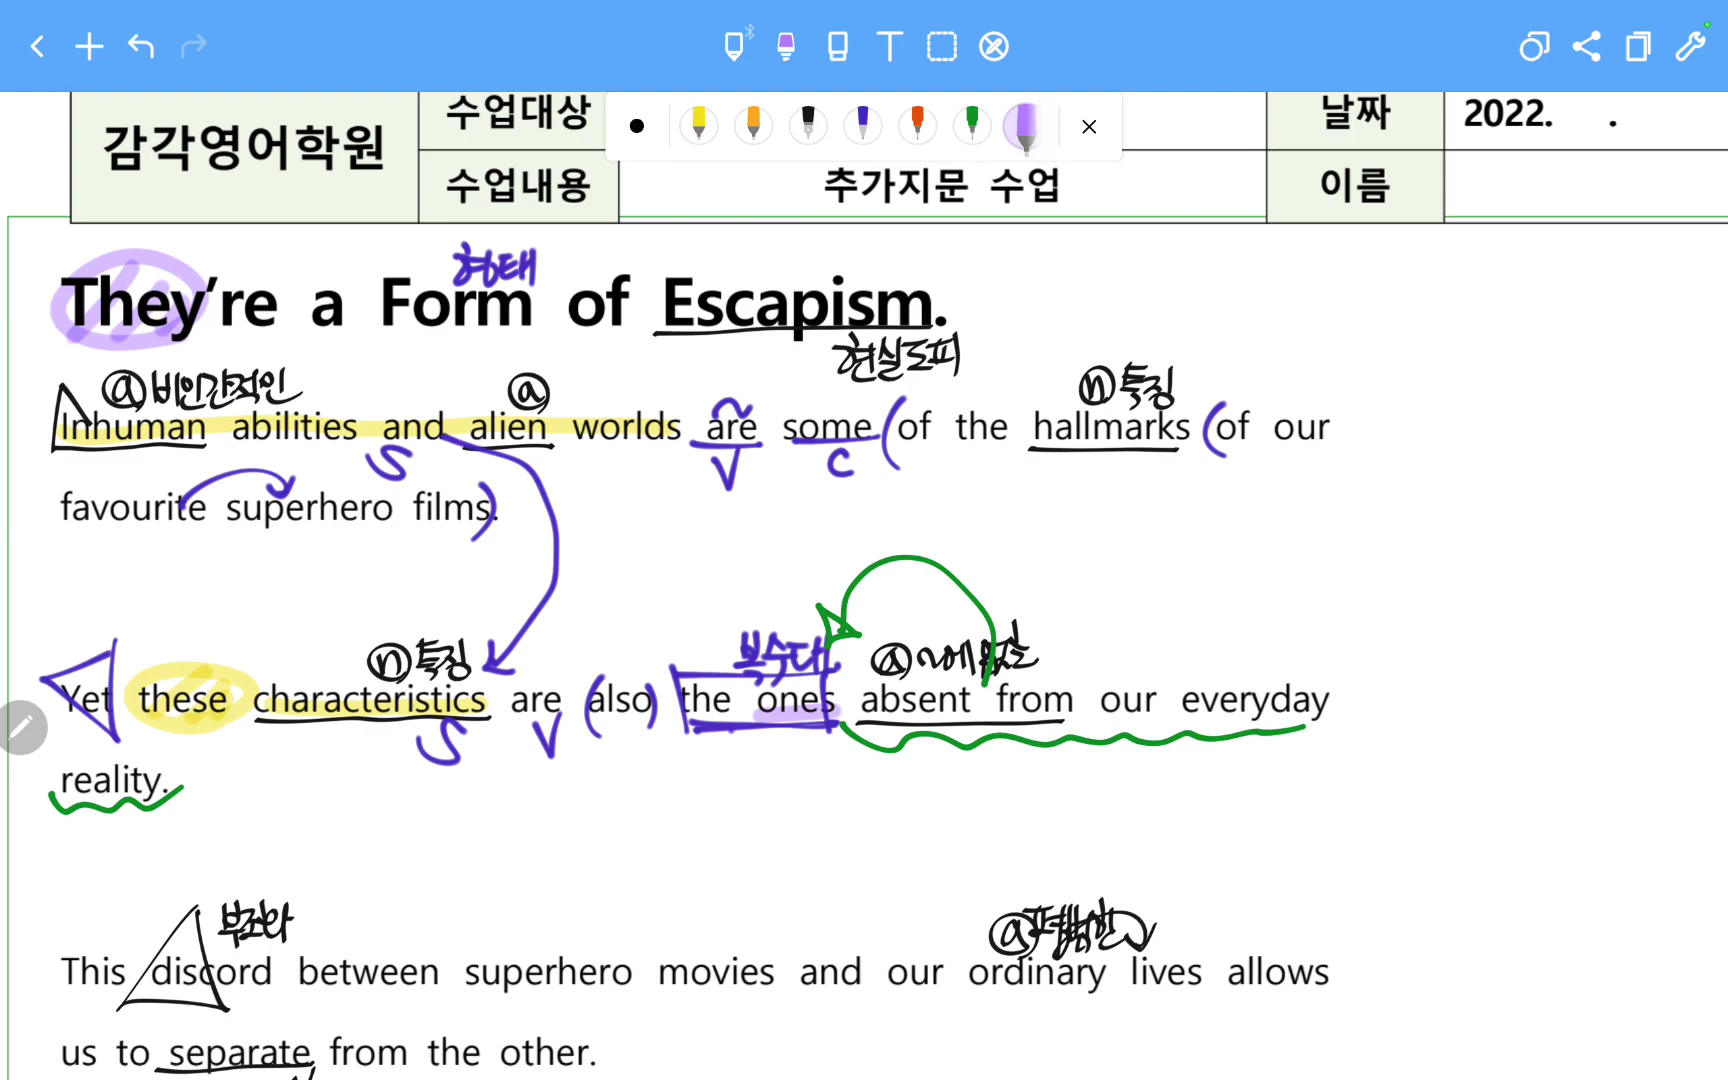 수업대상
날짜
2022. .
감각영어학원
수업내용
추가지문 수업
이름
형태
They're a Form of Escapism.
현실도피
ⓐ비인간적인 ⓐ ⓝ특징
Inhuman abilities and alien worlds are some (of the hallmarks (of our
S V C
favourite superhero films).
복수대
ⓝ특징 ⓐ~에 없는
Yet these characteristics are (also) the ones absent from our everyday
S V
reality.
부조화 ⓐ평범한
This discord between superhero movies and our ordinary lives allows
us to separate from the other.